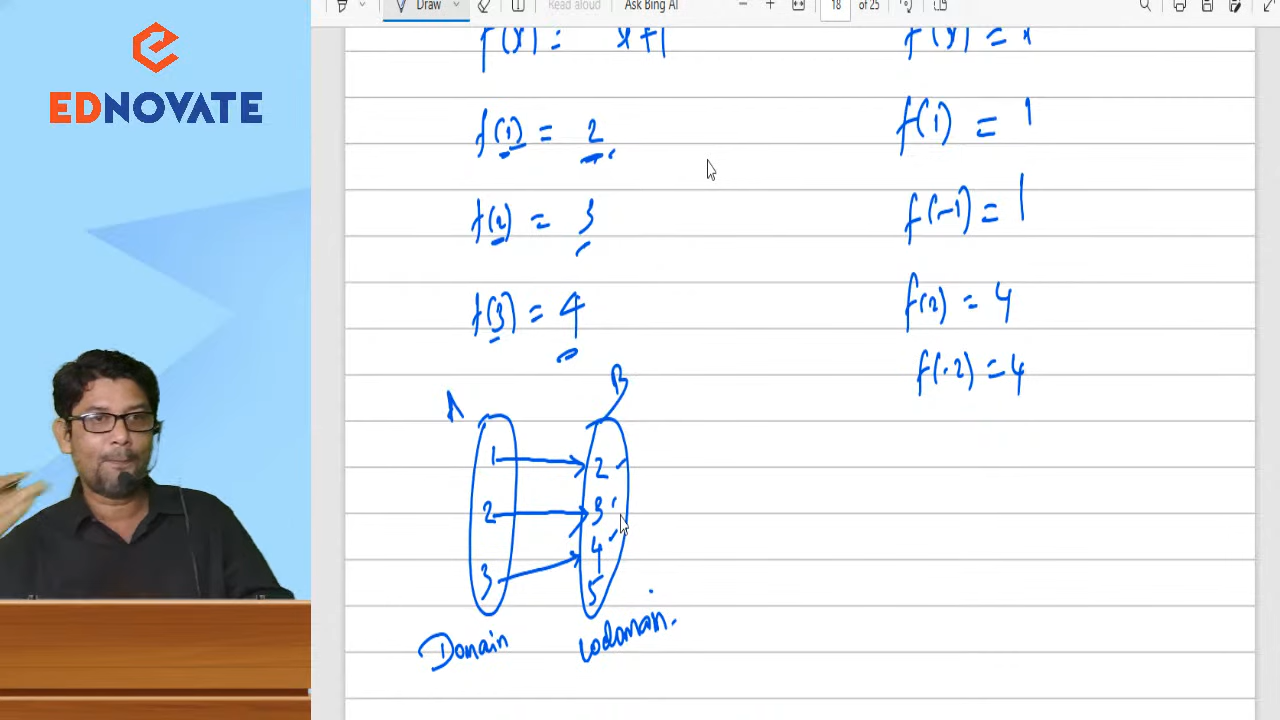 Draw
Read aloud
Ask Bing AI
18 of 25
EDNOVATE
f(x) = x+1
f(1) = 2
f(2) = 3
f(3) = 4
A B
1 2
2 3
3 4
5
Domain Codomain.
f(x) = x
f(1) = 1
f(-1) = 1
f(2) = 4
f(-2) = 4